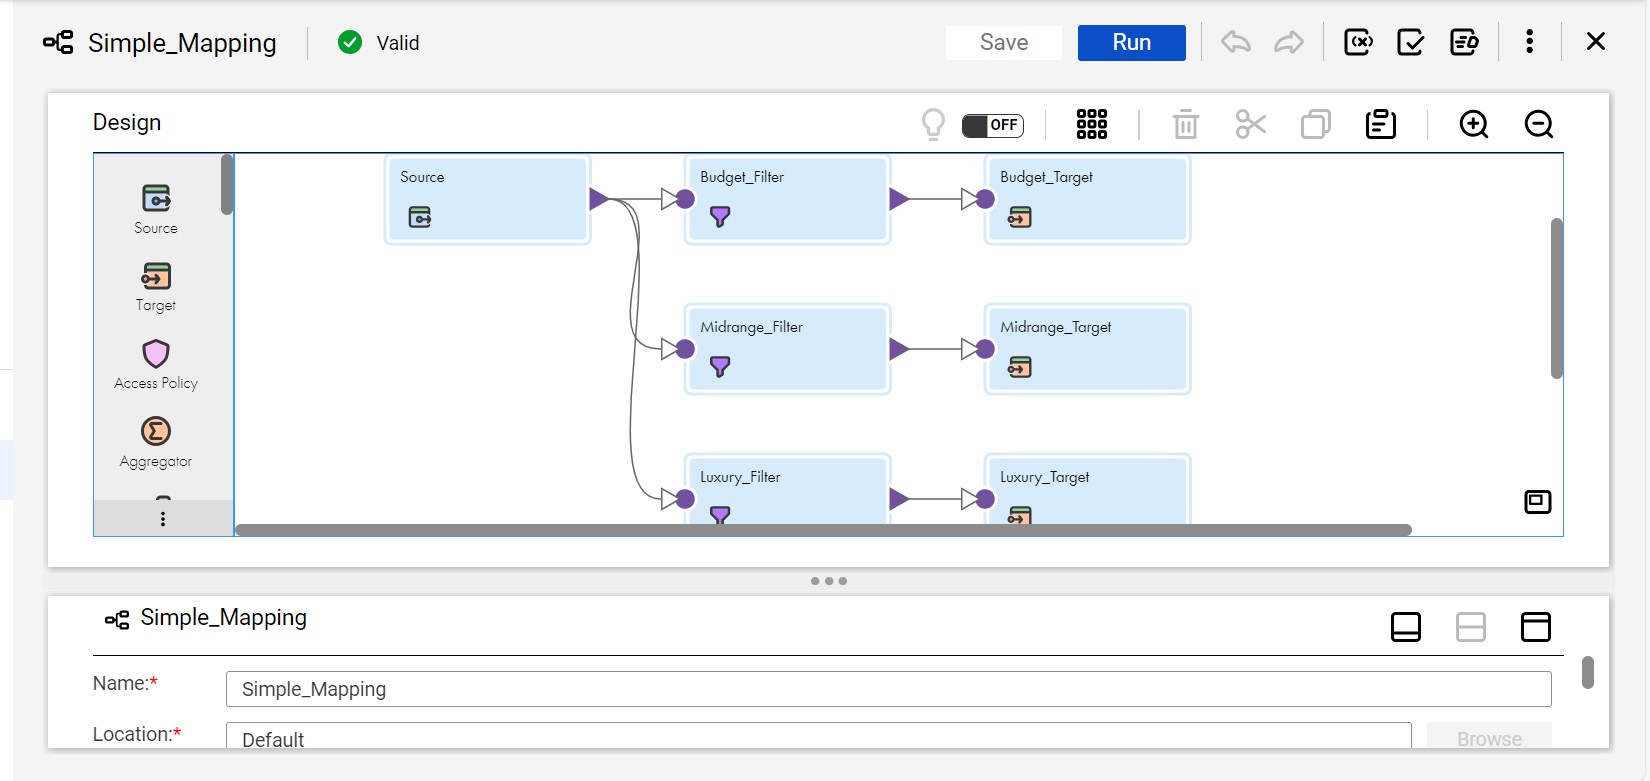 Simple_Mapping
Valid
Save
Run
Design
OFF
Source
Target
Access Policy
Aggregator
Source
Budget_Filter
Budget_Target
Midrange_Filter
Midrange_Target
Luxury_Filter
Luxury_Target
Simple_Mapping
Name:*
Simple_Mapping
Location:*
Default
Browse